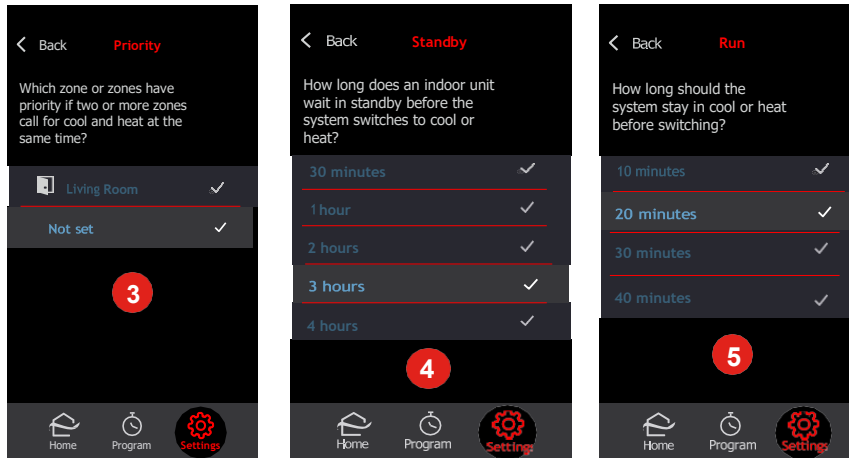 Back Priority
Which zone or zones have
priority if two or more zones
call for cool and heat at the
same time?
Living Room
Not set
3
Home Program Settings
Back Standby
How long does an indoor unit
wait in standby before the
system switches to cool or
heat?
30 minutes
1 hour
2 hours
3 hours
4 hours
4
Home Program Settings
Back Run
How long should the
system stay in cool or heat
before switching?
10 minutes
20 minutes
30 minutes
40 minutes
5
Home Program Settings